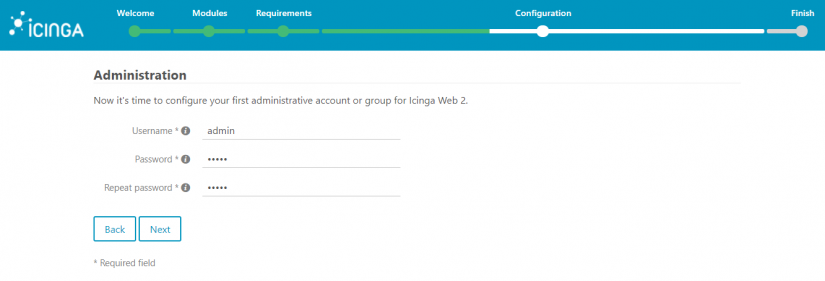 Welcome Modules Requirements Configuration Finish
iCINGA
Administration
Now it's time to configure your first administrative account or group for Icinga Web 2.
Username * admin
Password * •••••
Repeat password * •••••
Back Next
* Required field